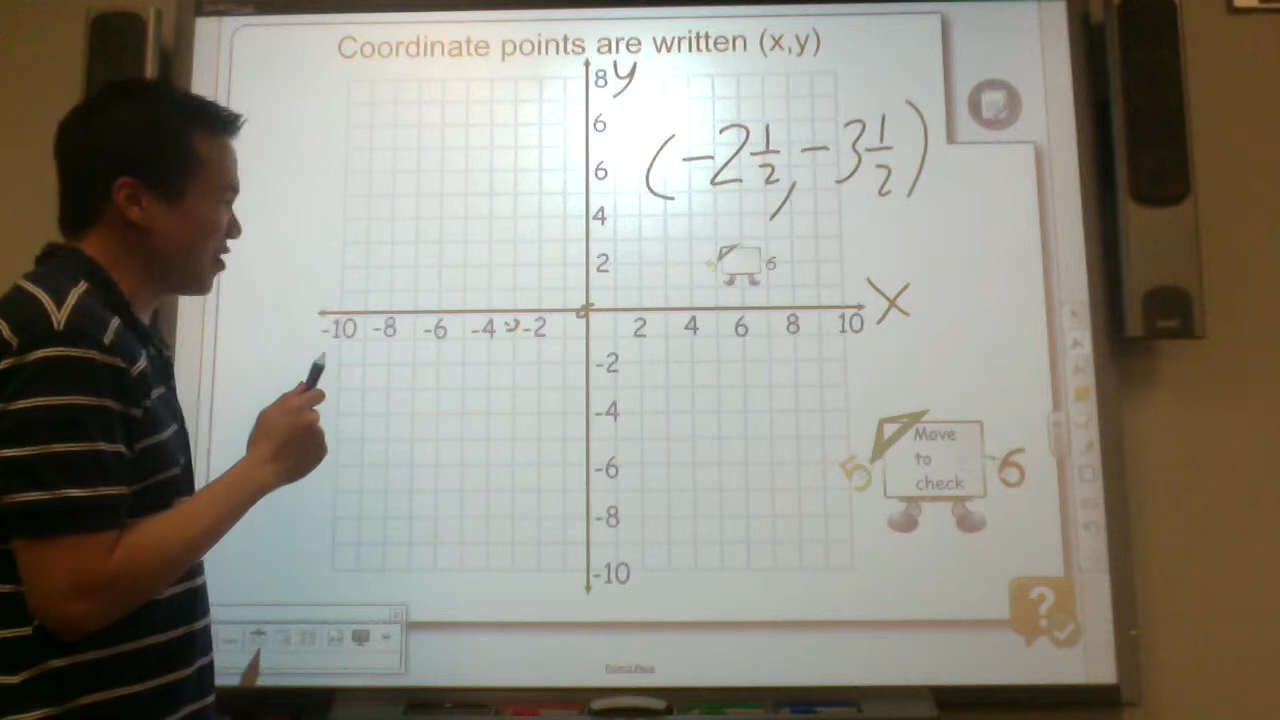 Coordinate points are written (x,y)
8 y
6
(-2 1/2, -3 1/2)
6
4
2
6
x
-10 -8 -6 -4 -2 2 4 6 8 10
-2
-4
-6
-8
-10
5 Move to check 6
?